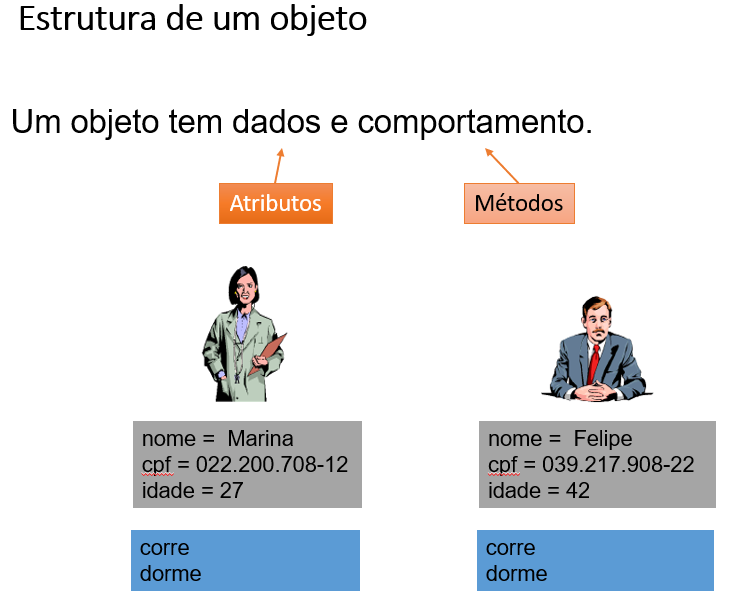 Estrutura de um objeto
Um objeto tem dados e comportamento.
Atributos
Métodos
nome =  Marina
cpf = 022.200.708-12
idade = 27
corre
dorme
nome =  Felipe
cpf = 039.217.908-22
idade = 42
corre
dorme